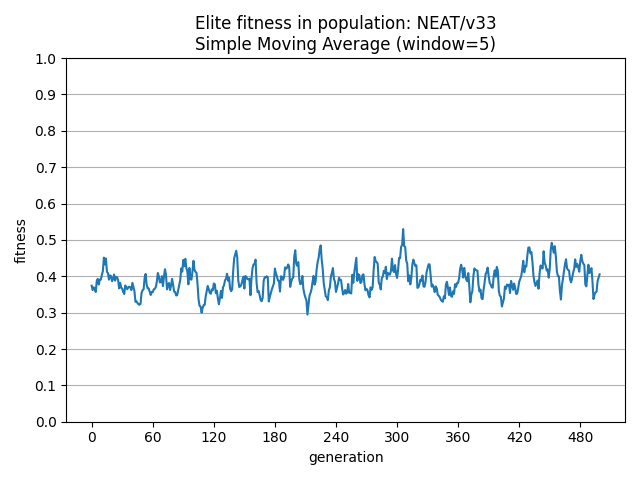 Elite fitness in population: NEAT/v33
Simple Moving Average (window=5)
1.0
0.9
0.8
0.7
0.6
0.5
0.4
0.3
0.2
0.1
0.0
fitness
0 60 120 180 240 300 360 420 480
generation